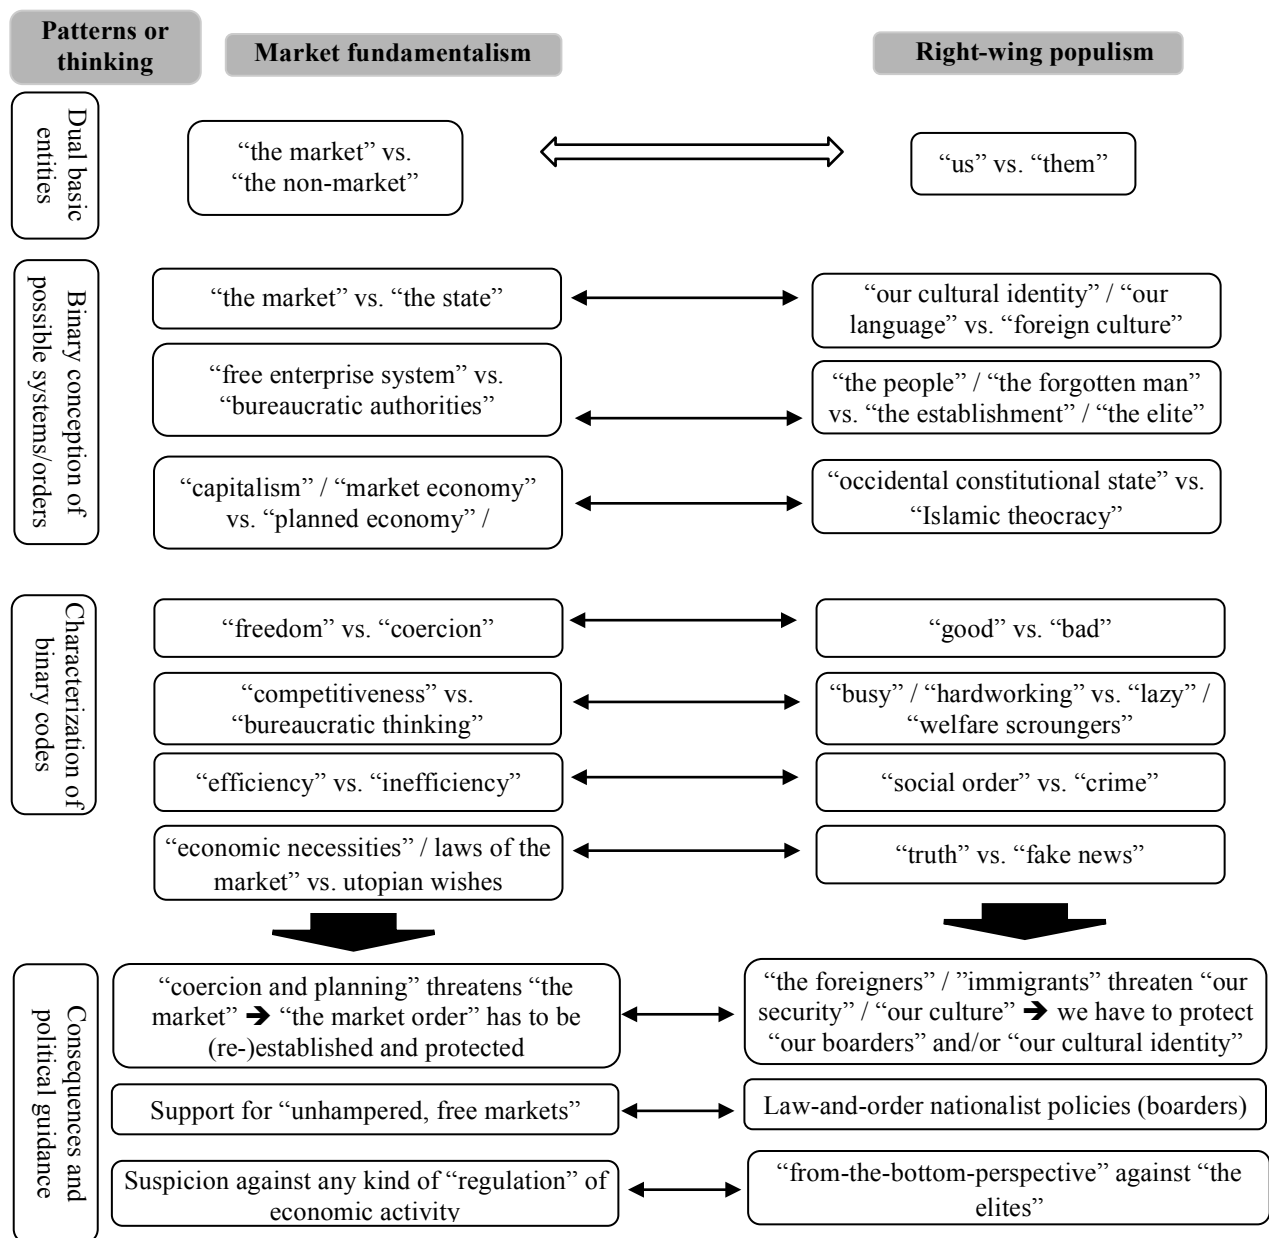 Patterns or
thinking
Market fundamentalism
Right-wing populism
Dual basic
entities
“the market” vs.
“the non-market”
“us” vs. “them”
Binary conception of
possible systems/orders
“the market” vs. “the state”
“our cultural identity” / “our
language” vs. “foreign culture”
“free enterprise system” vs.
“bureaucratic authorities”
“the people” / “the forgotten man”
vs. “the establishment” / “the elite”
“capitalism” / “market economy”
vs. “planned economy” /
“occidental constitutional state” vs.
“Islamic theocracy”
Characterization of
binary codes
“freedom” vs. “coercion”
“good” vs. “bad”
“competitiveness” vs.
“bureaucratic thinking”
“busy” / “hardworking” vs. “lazy” /
“welfare scroungers”
“efficiency” vs. “inefficiency”
“social order” vs. “crime”
“economic necessities” / laws of the
market” vs. utopian wishes
“truth” vs. “fake news”
Consequences and
political guidance
“coercion and planning” threatens “the
market” ➔ “the market order” has to be
(re-)established and protected
“the foreigners” / ”immigrants” threaten “our
security” / “our culture” ➔ we have to protect
“our boarders” and/or “our cultural identity”
Support for “unhampered, free markets”
Law-and-order nationalist policies (boarders)
Suspicion against any kind of “regulation” of
economic activity
“from-the-bottom-perspective” against “the
elites”